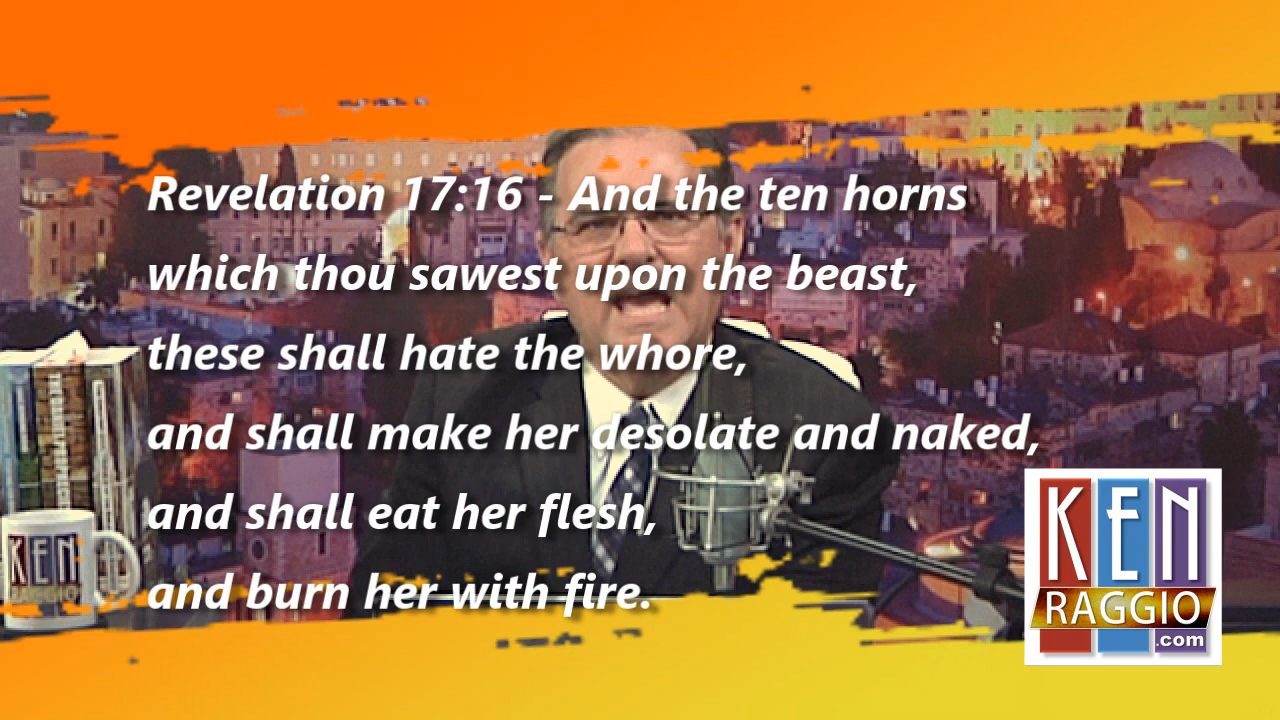 Revelation 17:16 - And the ten horns
which thou sawest upon the beast,
these shall hate the whore,
and shall make her desolate and naked,
and shall eat her flesh,
and burn her with fire.
KEN
RAGGIO
KEN
RAGGIO
.com